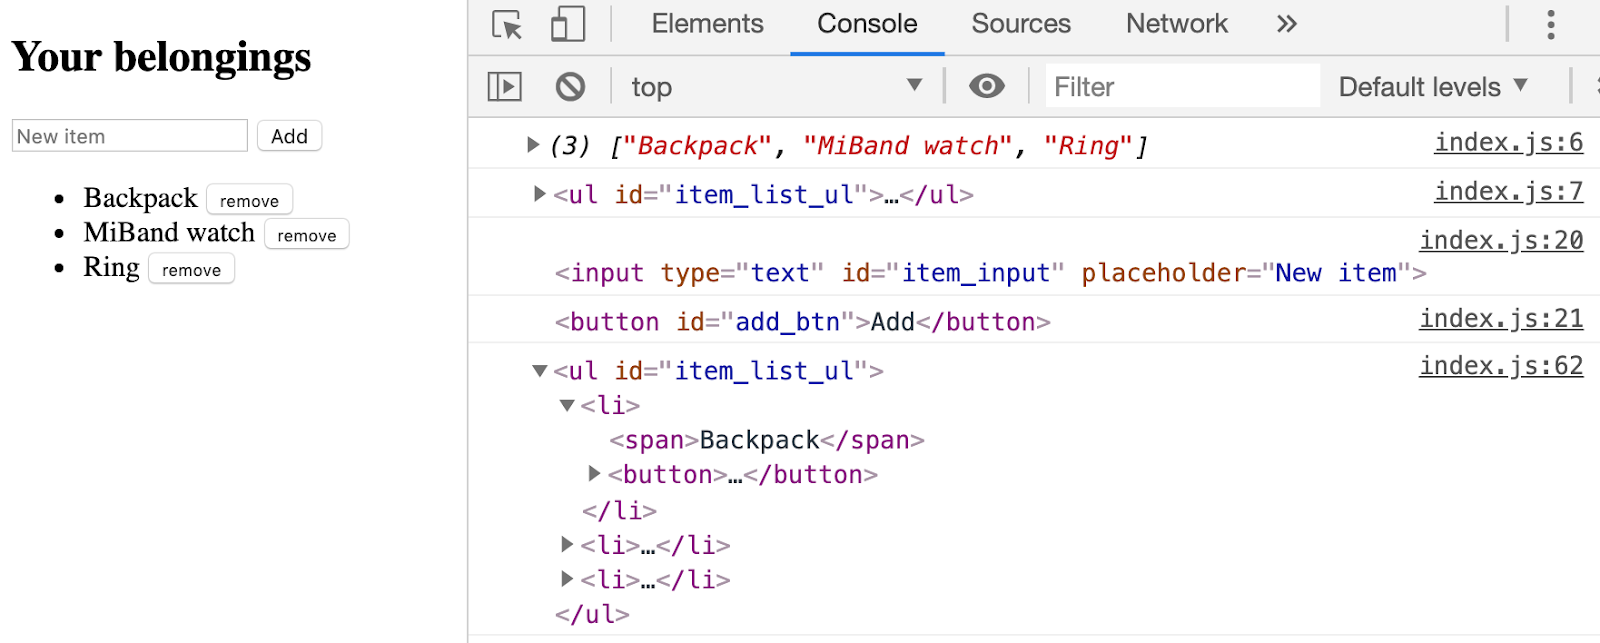 Your belongings
New item Add
Backpack remove
MiBand watch remove
Ring remove
Elements Console Sources Network »
top Filter Default levels
(3) ["Backpack", "MiBand watch", "Ring"] index.js:6
<ul id="item_list_ul">…</ul> index.js:7
index.js:20
<input type="text" id="item_input" placeholder="New item">
<button id="add_btn">Add</button> index.js:21
<ul id="item_list_ul"> index.js:62
<li>
<span>Backpack</span>
<button>…</button>
</li>
<li>…</li>
<li>…</li>
</ul>